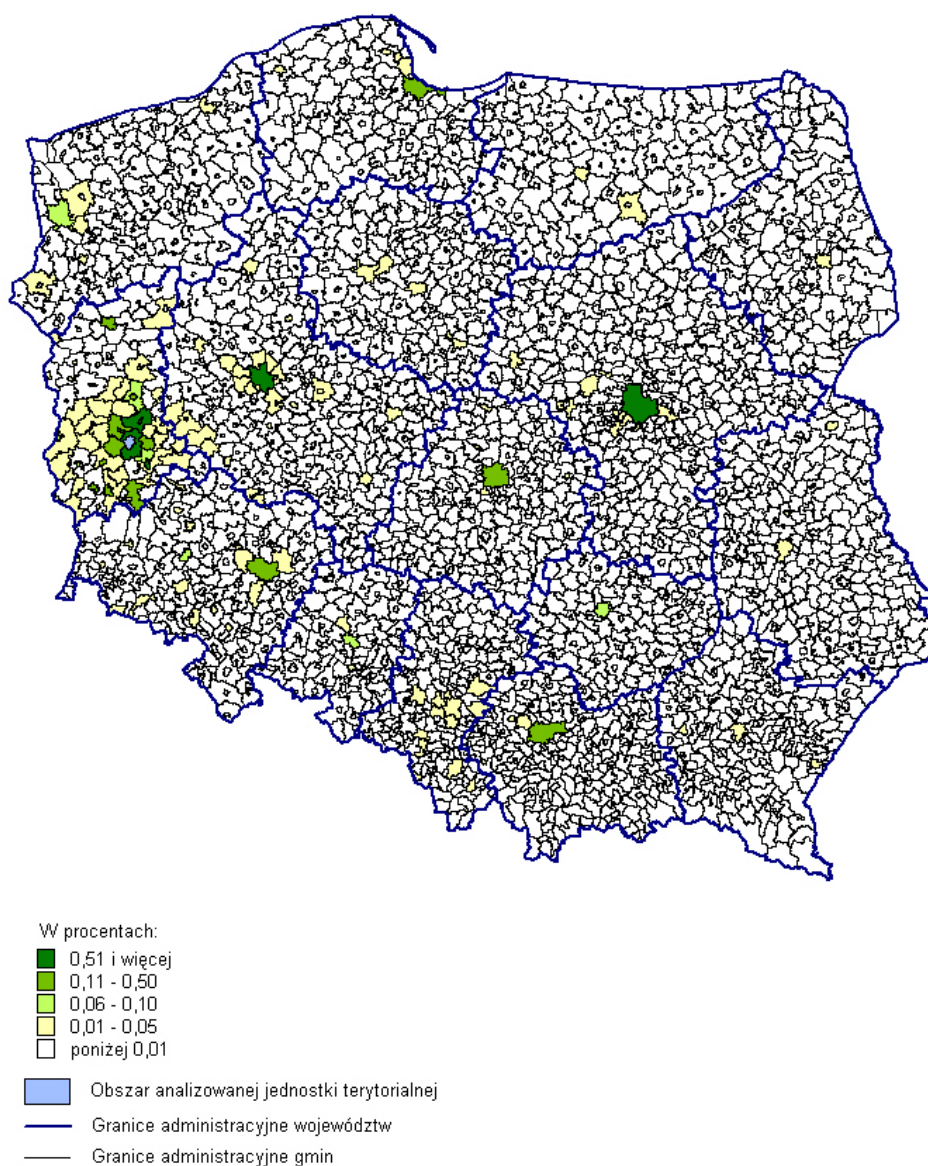 W procentach:
0,51 i więcej
0,11 - 0,50
0,06 - 0,10
0,01 - 0,05
poniżej 0,01
Obszar analizowanej jednostki terytorialnej
Granice administracyjne województw
Granice administracyjne gmin